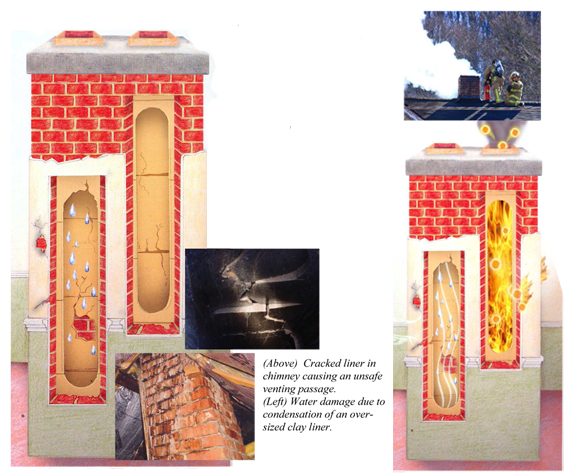 (Above)  Cracked liner in
chimney causing an unsafe
venting passage.
(Left) Water damage due to
condensation of an over-
sized clay liner.